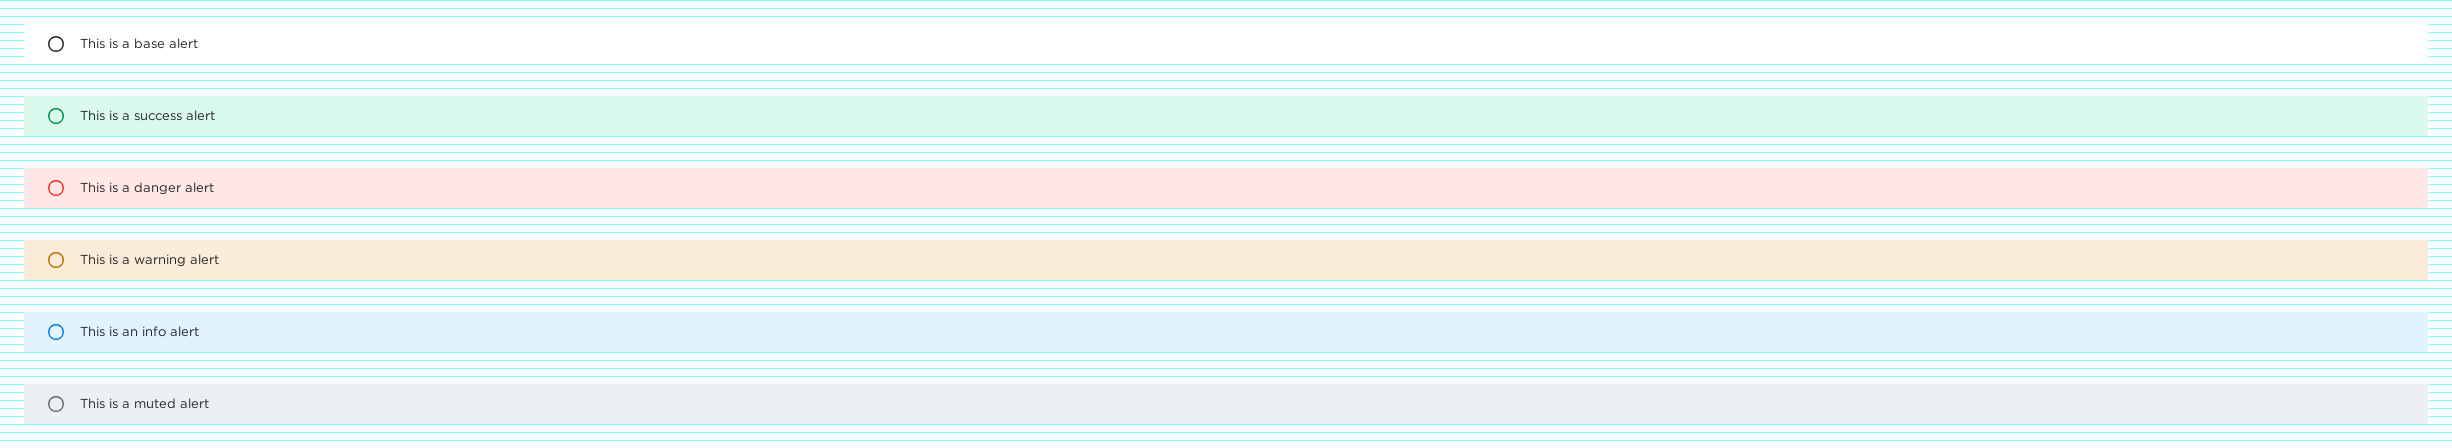 This is a base alert
This is a success alert
This is a danger alert
This is a warning alert
This is an info alert
This is a muted alert